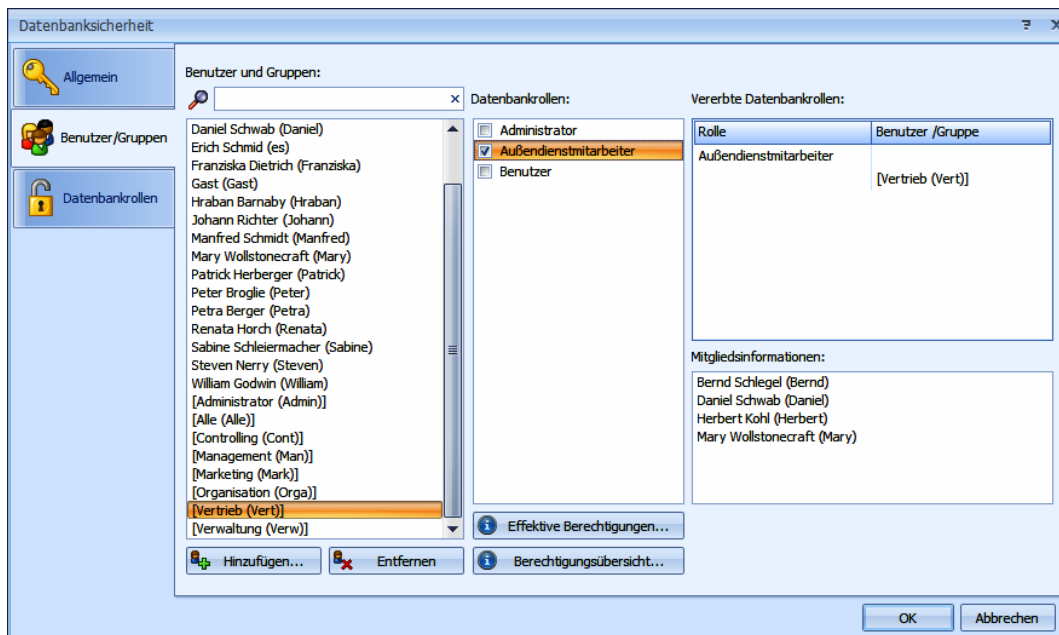 Datenbanksicherheit
Allgemein
Benutzer/Gruppen
Datenbankrollen
Benutzer und Gruppen:
Daniel Schwab (Daniel)
Erich Schmid (es)
Franziska Dietrich (Franziska)
Gast (Gast)
Hraban Barnaby (Hraban)
Johann Richter (Johann)
Manfred Schmidt (Manfred)
Mary Wollstonecraft (Mary)
Patrick Herberger (Patrick)
Peter Broglie (Peter)
Petra Berger (Petra)
Renata Horch (Renata)
Sabine Schleiermacher (Sabine)
Steven Nerry (Steven)
William Godwin (William)
[Administrator (Admin)]
[Alle (Alle)]
[Controlling (Cont)]
[Management (Man)]
[Marketing (Mark)]
[Organisation (Orga)]
[Vertrieb (Vert)]
[Verwaltung (Verw)]
Hinzufügen...
Entfernen
Datenbankrollen:
Administrator
Außendienstmitarbeiter
Benutzer
Effektive Berechtigungen...
Berechtigungsübersicht...
Vererbte Datenbankrollen:
Rolle Benutzer /Gruppe
Außendienstmitarbeiter
[Vertrieb (Vert)]
Mitgliedsinformationen:
Bernd Schlegel (Bernd)
Daniel Schwab (Daniel)
Herbert Kohl (Herbert)
Mary Wollstonecraft (Mary)
OK
Abbrechen